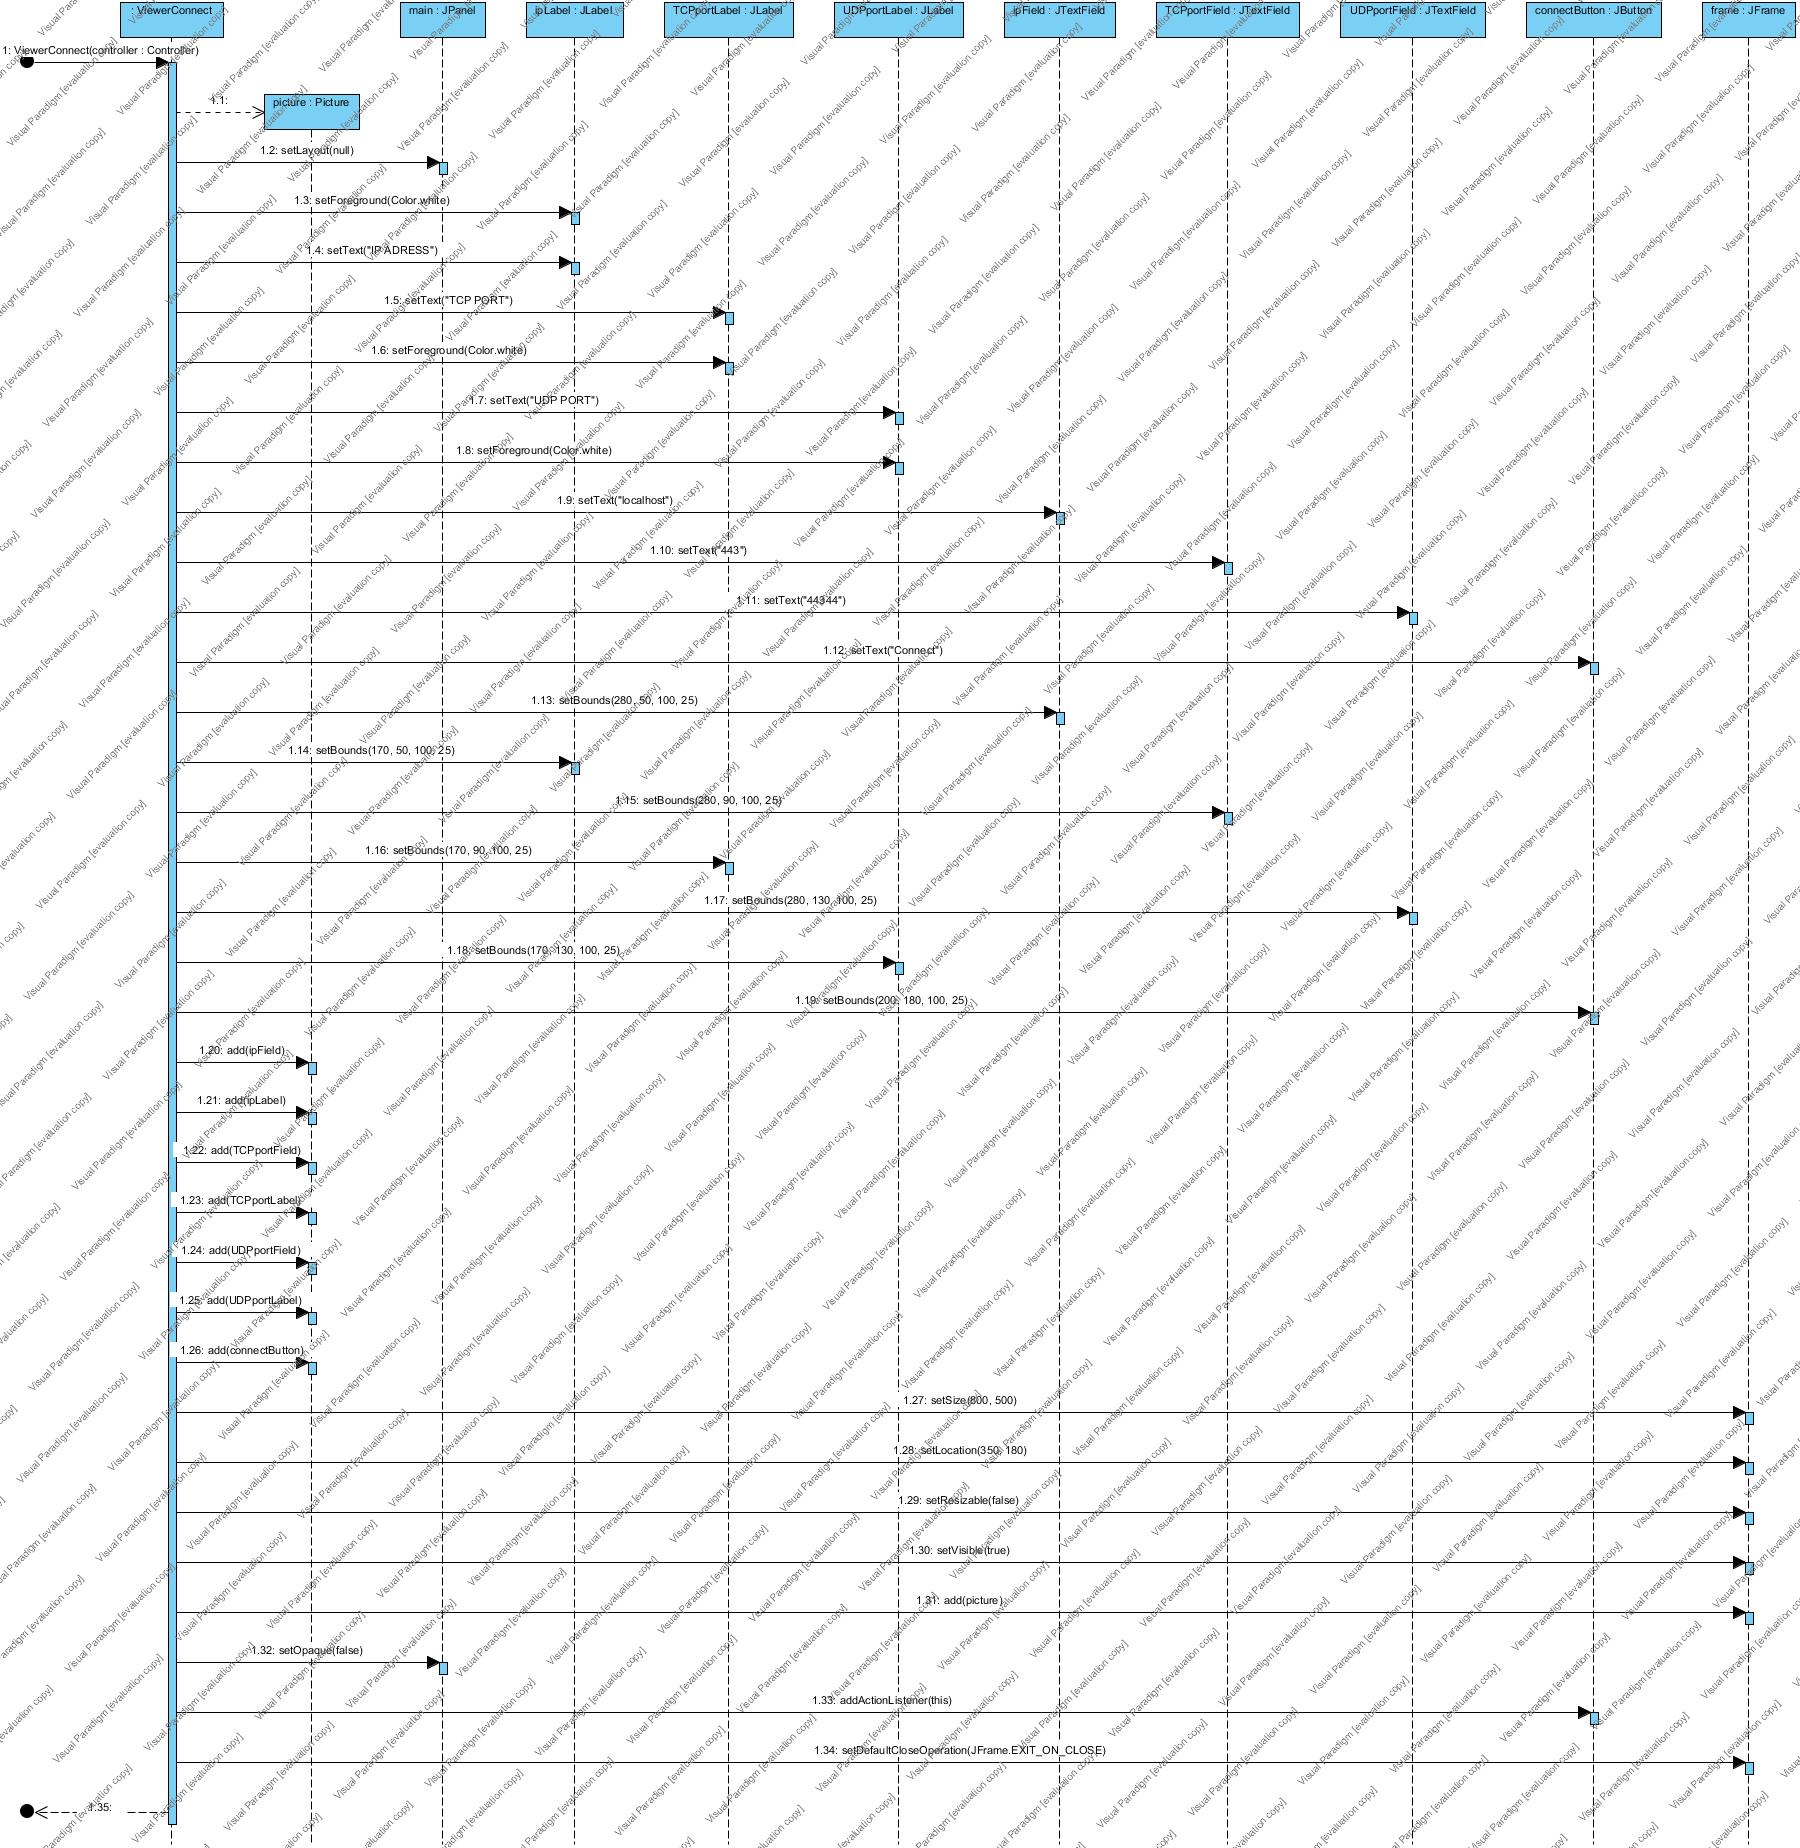 : ViewerConnect
main : JPanel
ipLabel : JLabel
TCPportLabel : JLabel
UDPportLabel : JLabel
ipField : JTextField
TCPportField : JTextField
UDPportField : JTextField
connectButton : JButton
frame : JFrame
1: ViewerConnect(controller : Controller)
1.1:
picture : Picture
1.2: setLayout(null)
1.3: setForeground(Color.white)
1.4: setText("IP ADRESS")
1.5: setText("TCP PORT")
1.6: setForeground(Color.white)
1.7: setText("UDP PORT")
1.8: setForeground(Color.white)
1.9: setText("localhost")
1.10: setText("443")
1.11: setText("44344")
1.12: setText("Connect")
1.13: setBounds(280, 50, 100, 25)
1.14: setBounds(170, 50, 100, 25)
1.15: setBounds(280, 90, 100, 25)
1.16: setBounds(170, 90, 100, 25)
1.17: setBounds(280, 130, 100, 25)
1.18: setBounds(170, 130, 100, 25)
1.19: setBounds(200, 180, 100, 25)
1.20: add(ipField)
1.21: add(ipLabel)
1.22: add(TCPportField)
1.23: add(TCPportLabel)
1.24: add(UDPportField)
1.25: add(UDPportLabel)
1.26: add(connectButton)
1.27: setSize(800, 500)
1.28: setLocation(350, 180)
1.29: setResizable(false)
1.30: setVisible(true)
1.31: add(picture)
1.32: setOpaque(false)
1.33: addActionListener(this)
1.34: setDefaultCloseOperation(JFrame.EXIT_ON_CLOSE)
1.35:
Visual Paradigm [evaluation copy]